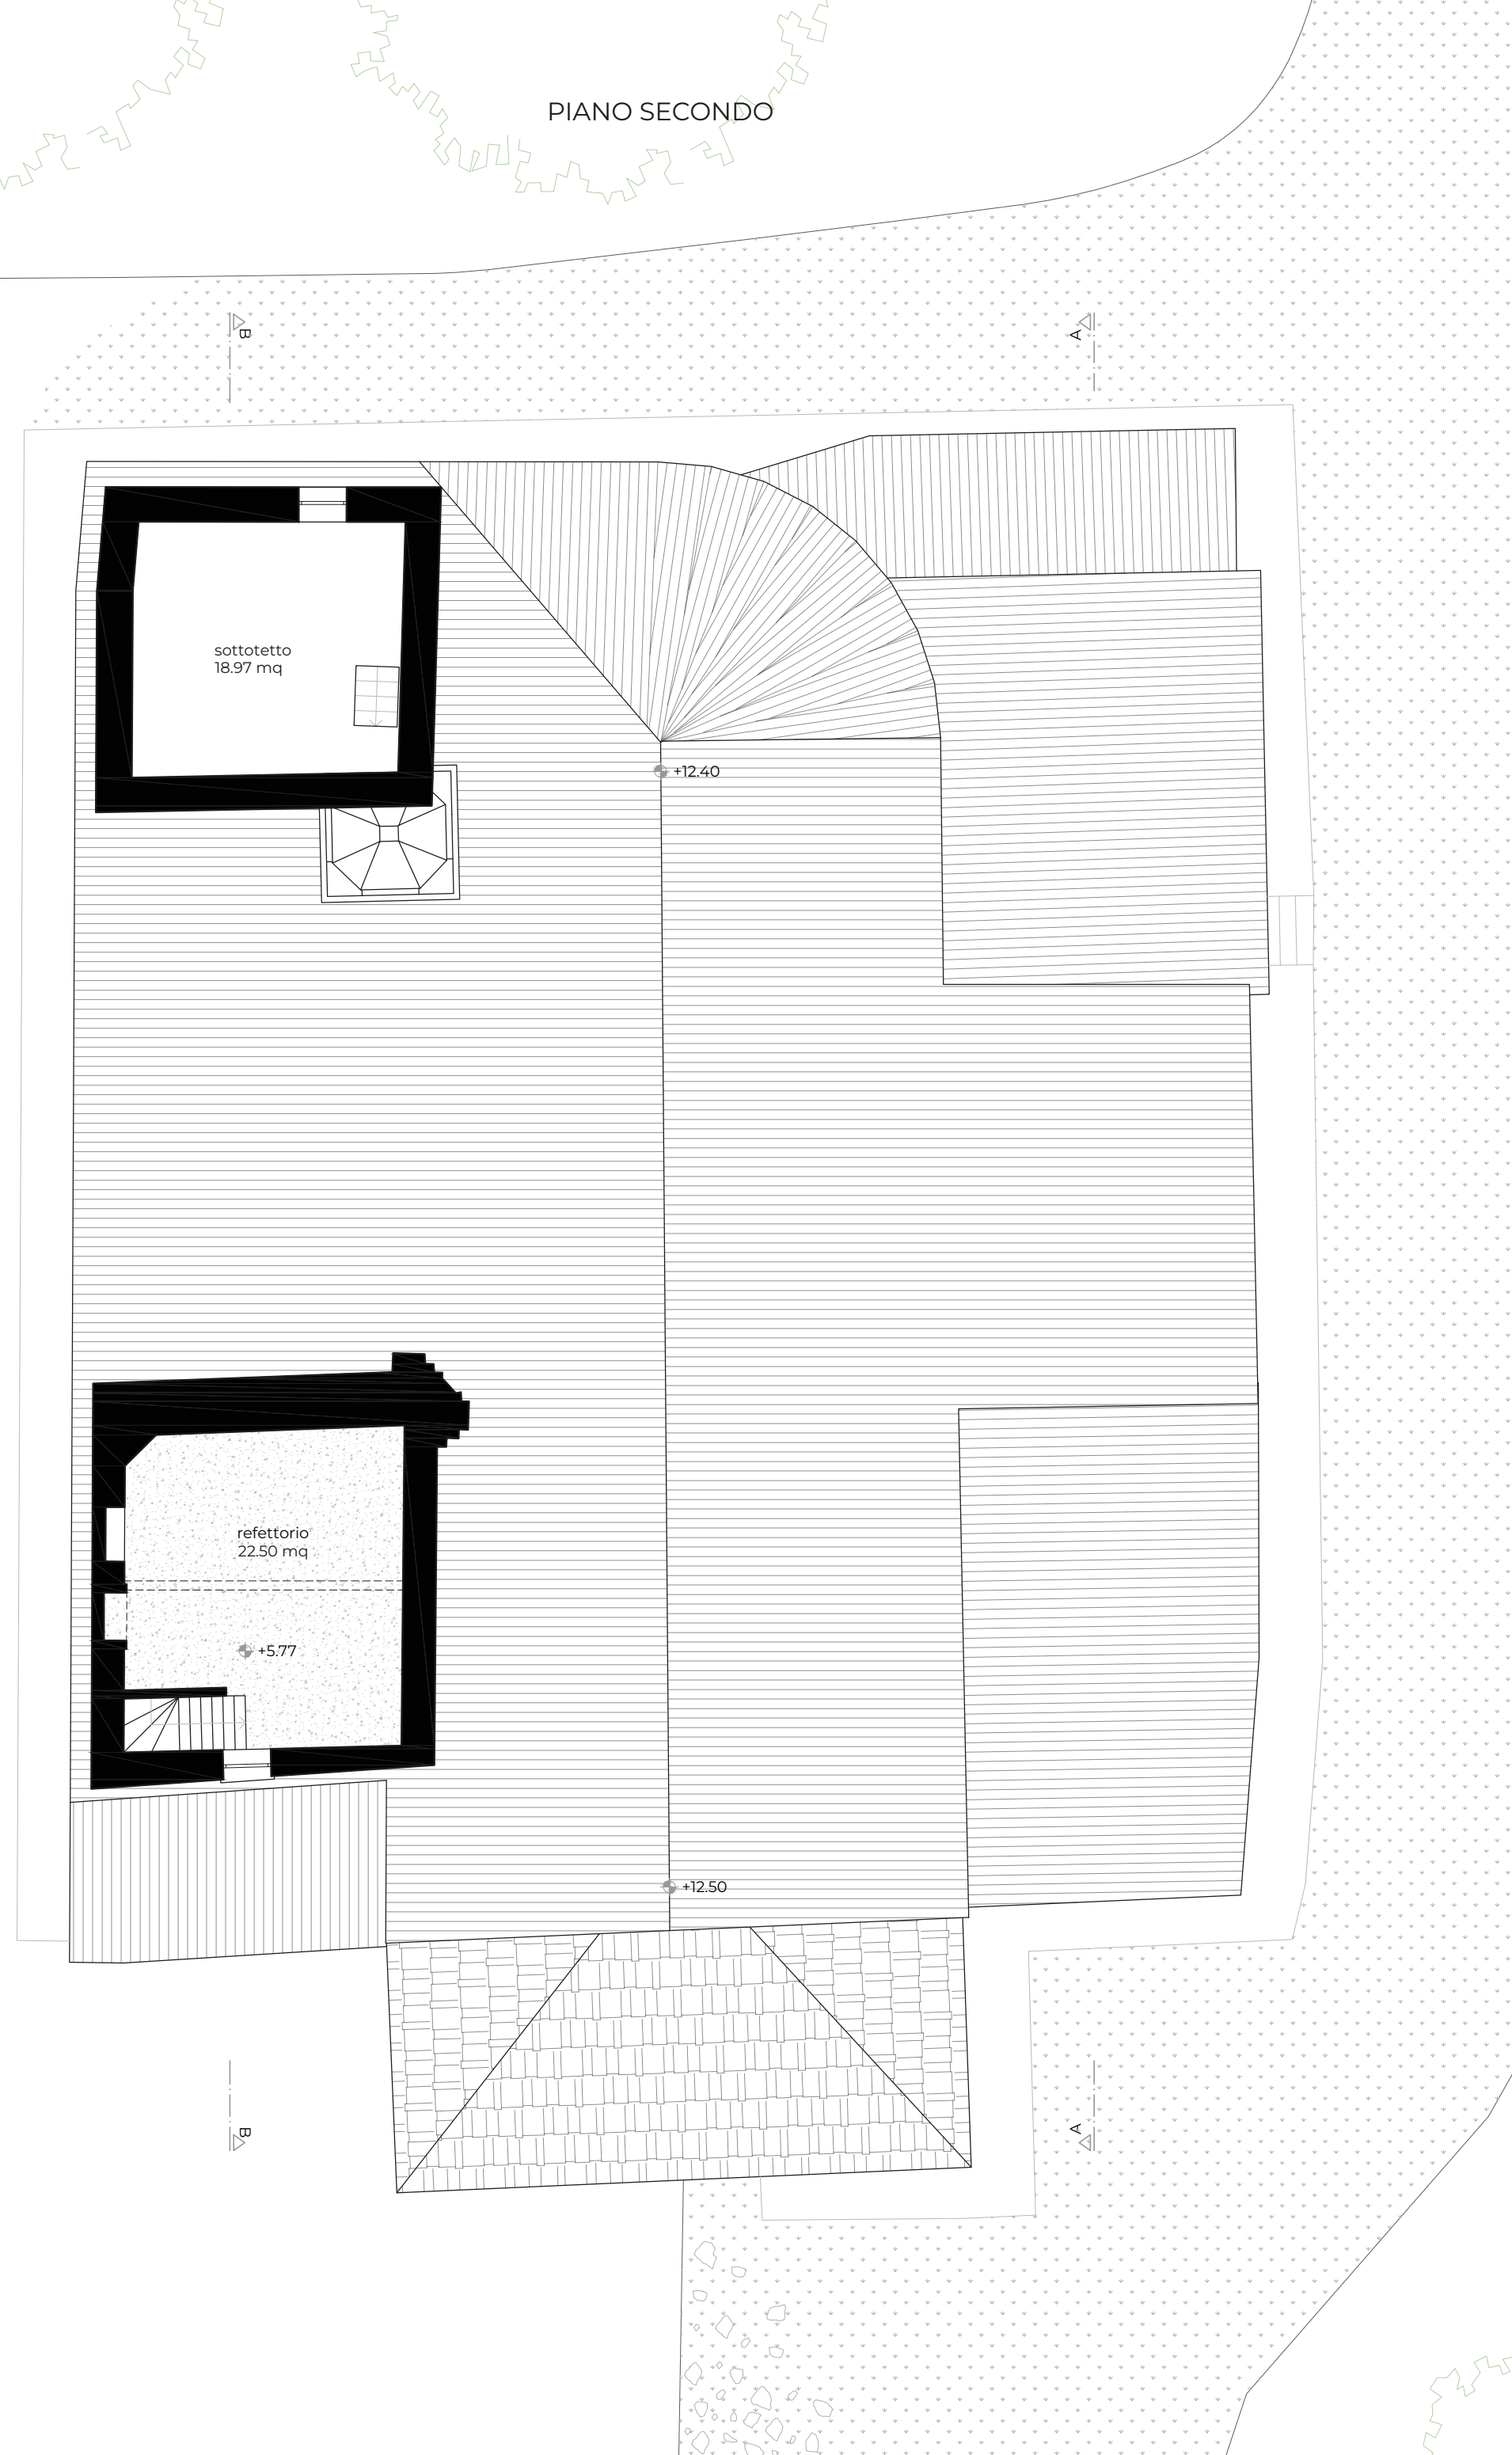 PIANO SECONDO
B
A
sottotetto
18.97 mq
+12.40
refettorio
22.50 mq
+5.77
+12.50
B
A